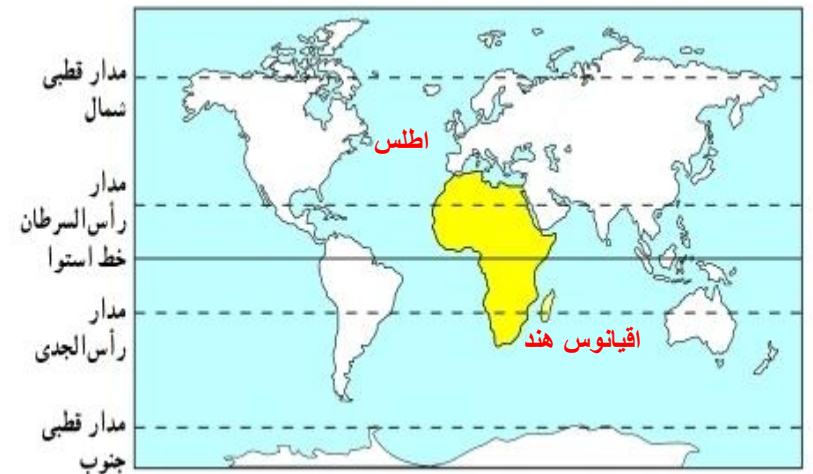 مدار قطبی
شمال
اطلس
مدار
رأس‌السرطان
خط استوا
مدار
رأس‌الجدی
اقیانوس هند
مدار قطبی
جنوب